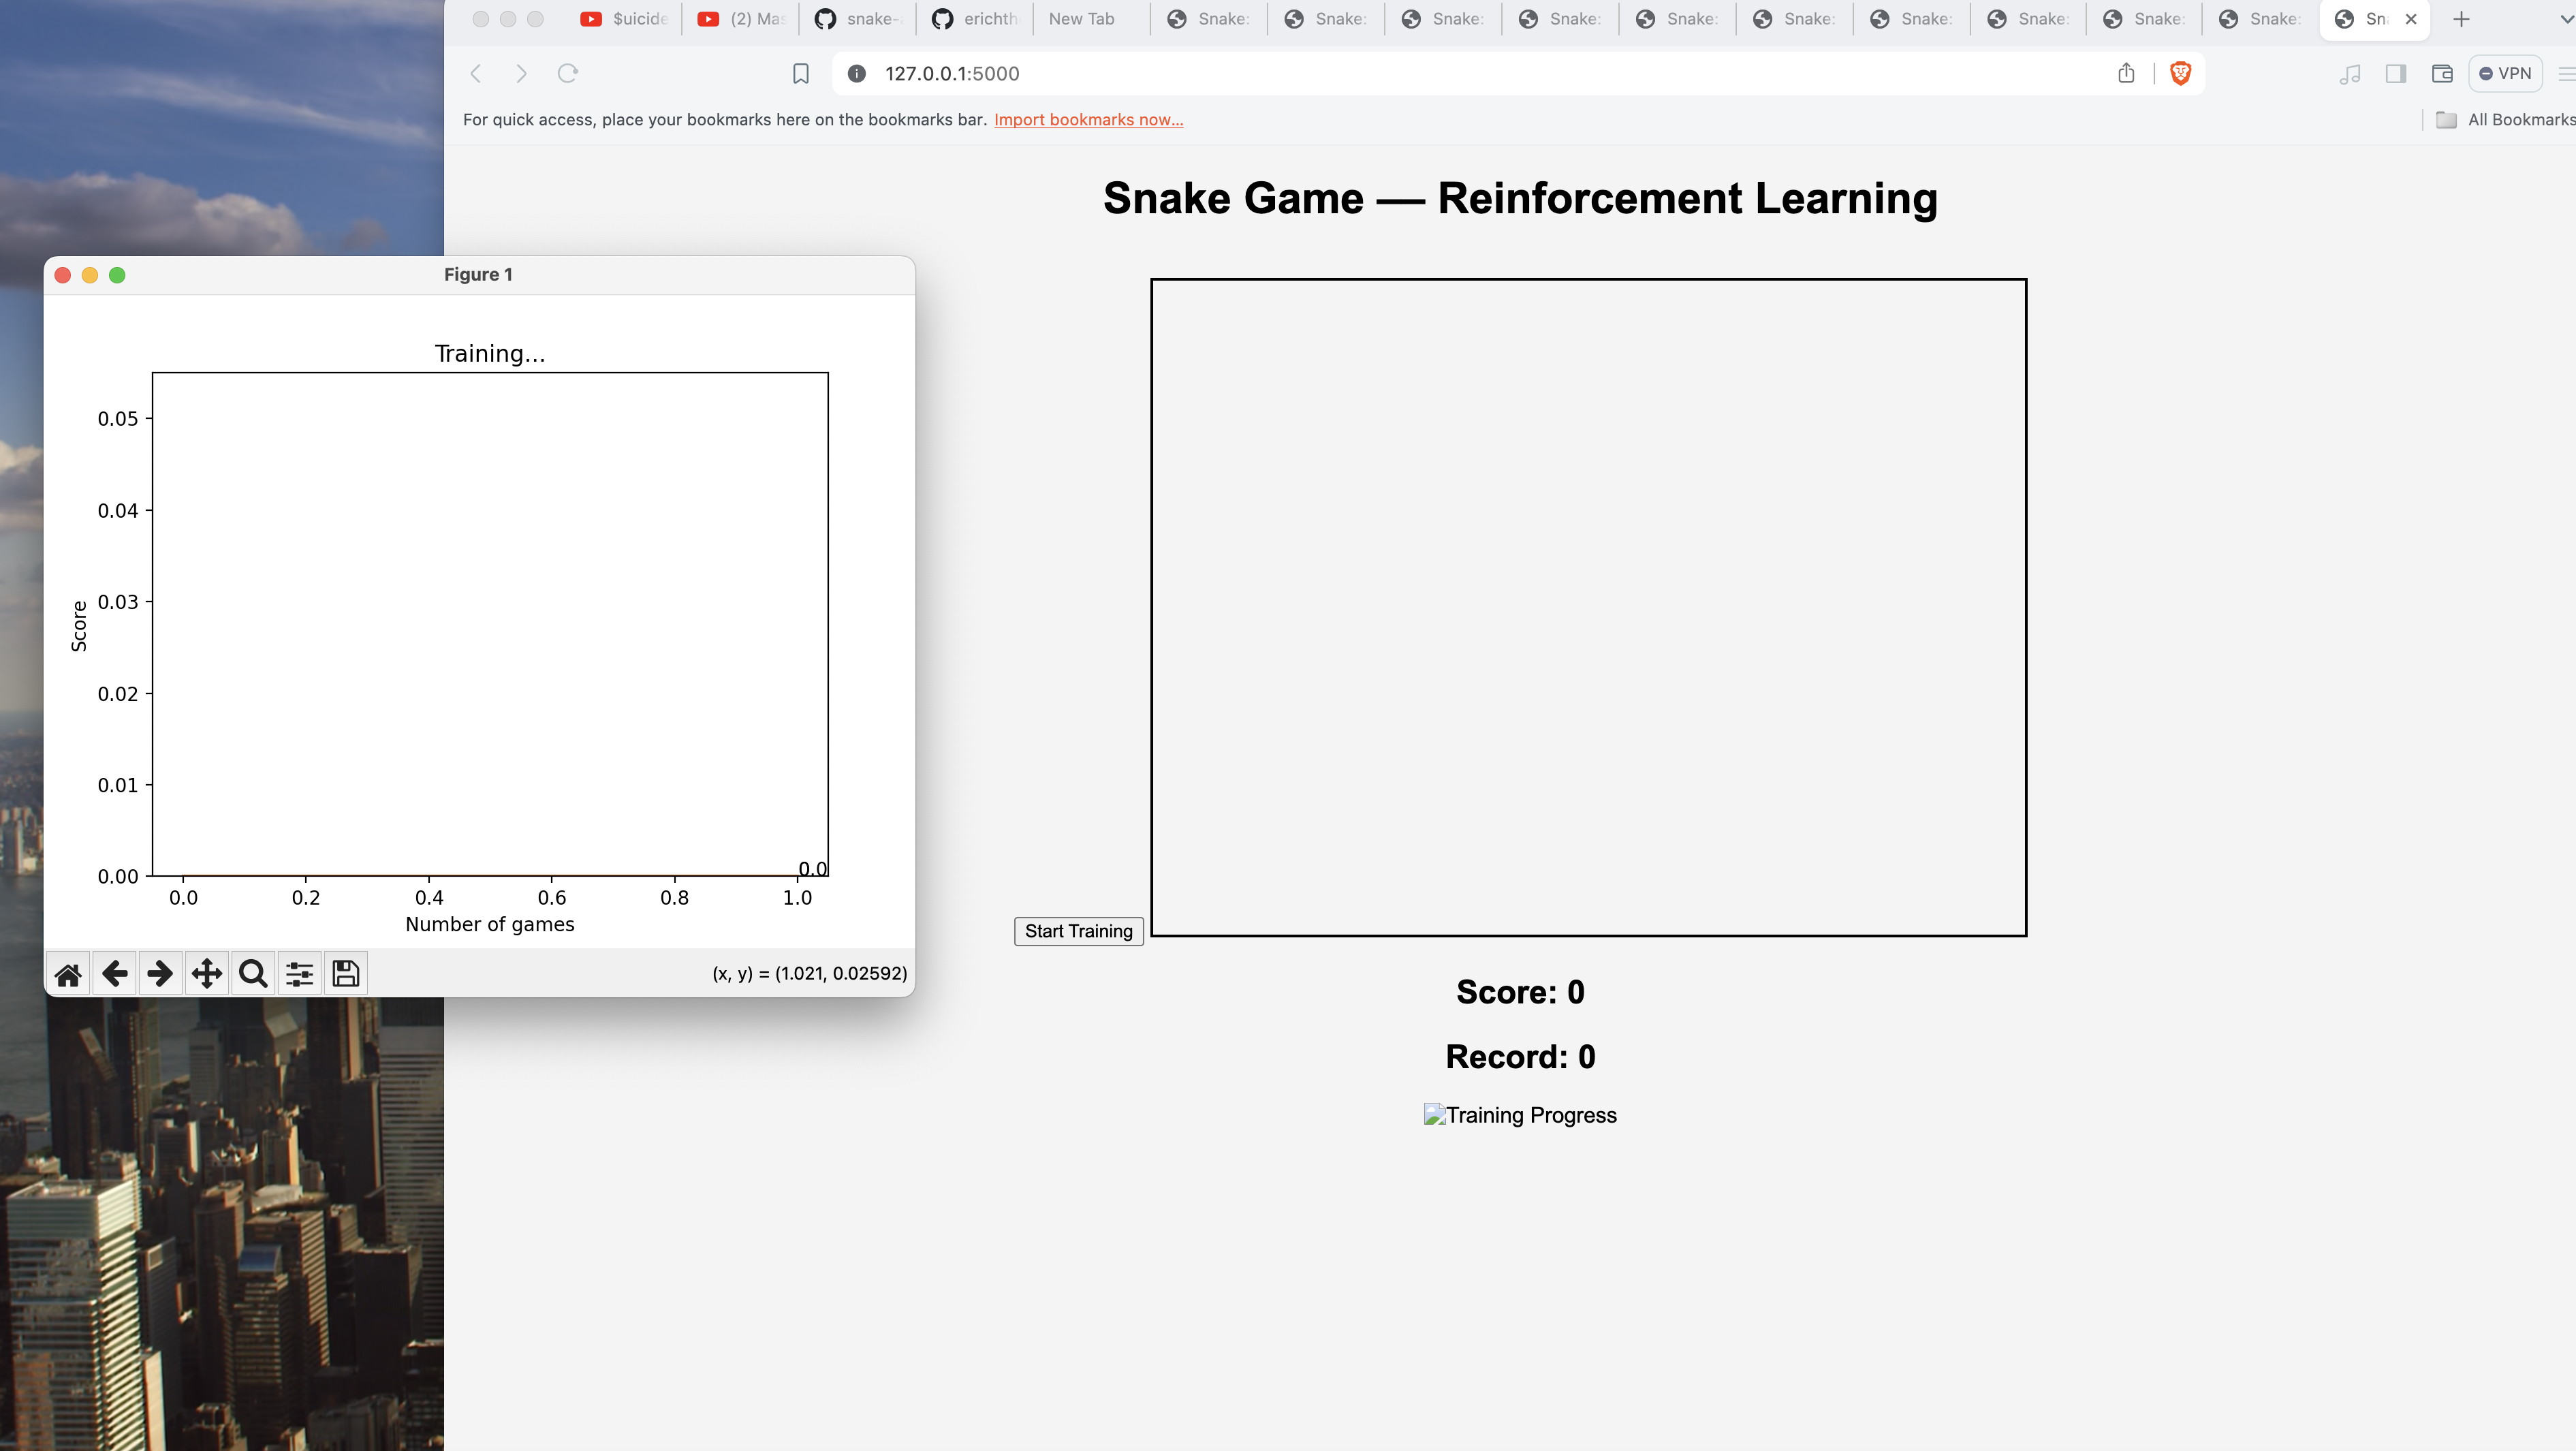 $uicide
(2) Mas
snake-
erichth
New Tab
Snake:
Snake:
Snake:
Snake:
Snake:
Snake:
Snake:
Snake:
Snake:
Snake:
Sn
127.0.0.1:5000
VPN
For quick access, place your bookmarks here on the bookmarks bar. Import bookmarks now...
All Bookmarks
Snake Game — Reinforcement Learning
Figure 1
Training...
0.05
0.04
0.03
0.02
0.01
0.00
Score
0.0
0.0 0.2 0.4 0.6 0.8 1.0
Number of games
(x, y) = (1.021, 0.02592)
Start Training
Score: 0
Record: 0
Training Progress